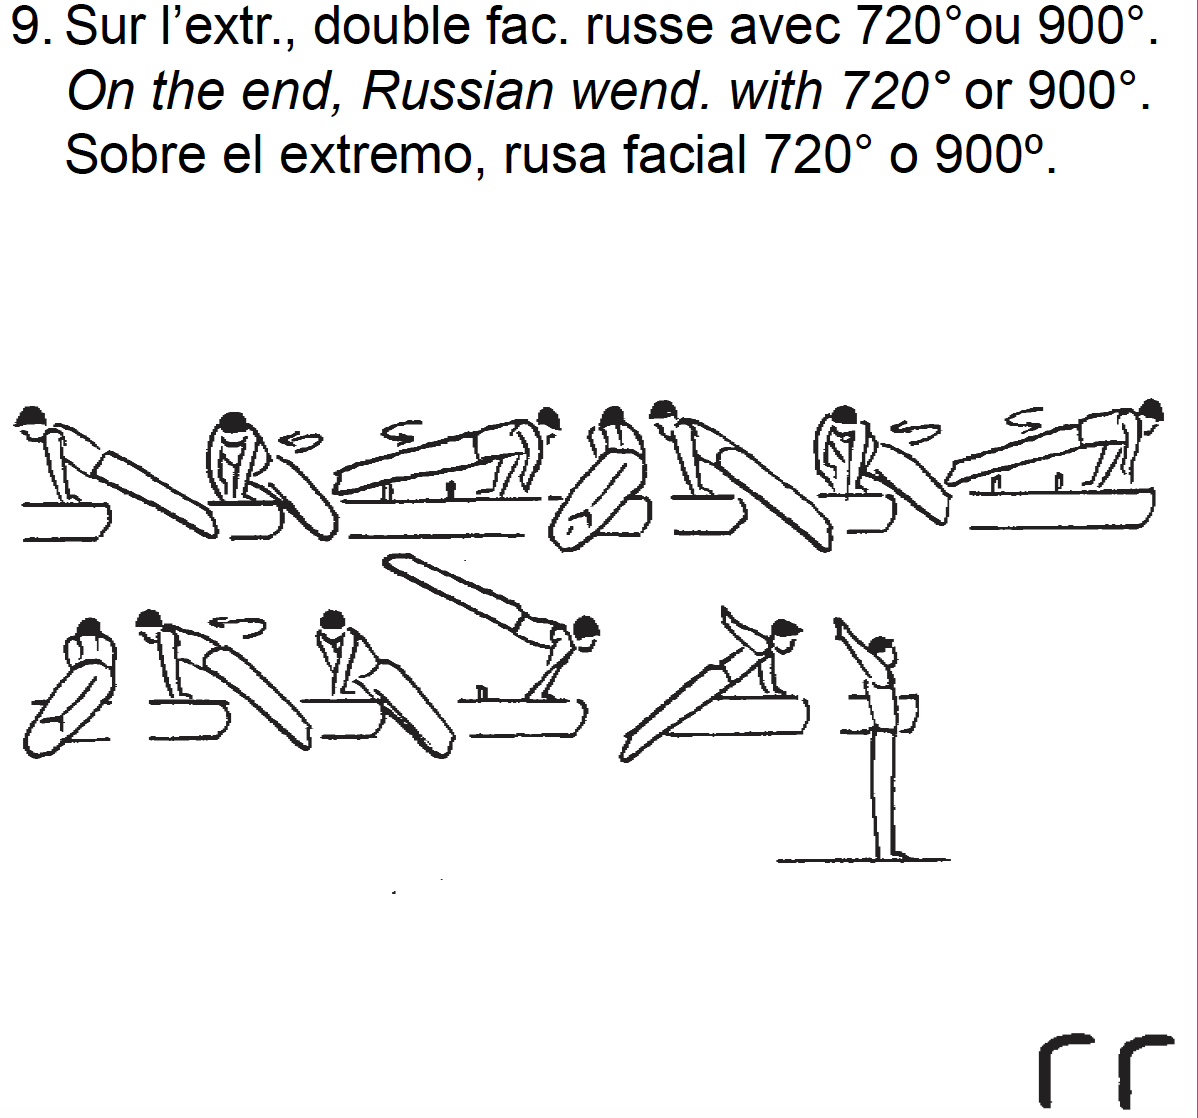 9. Sur l’extr., double fac. russe avec 720°ou 900°.
On the end, Russian wend. with 720° or 900°.
Sobre el extremo, rusa facial 720° o 900º.